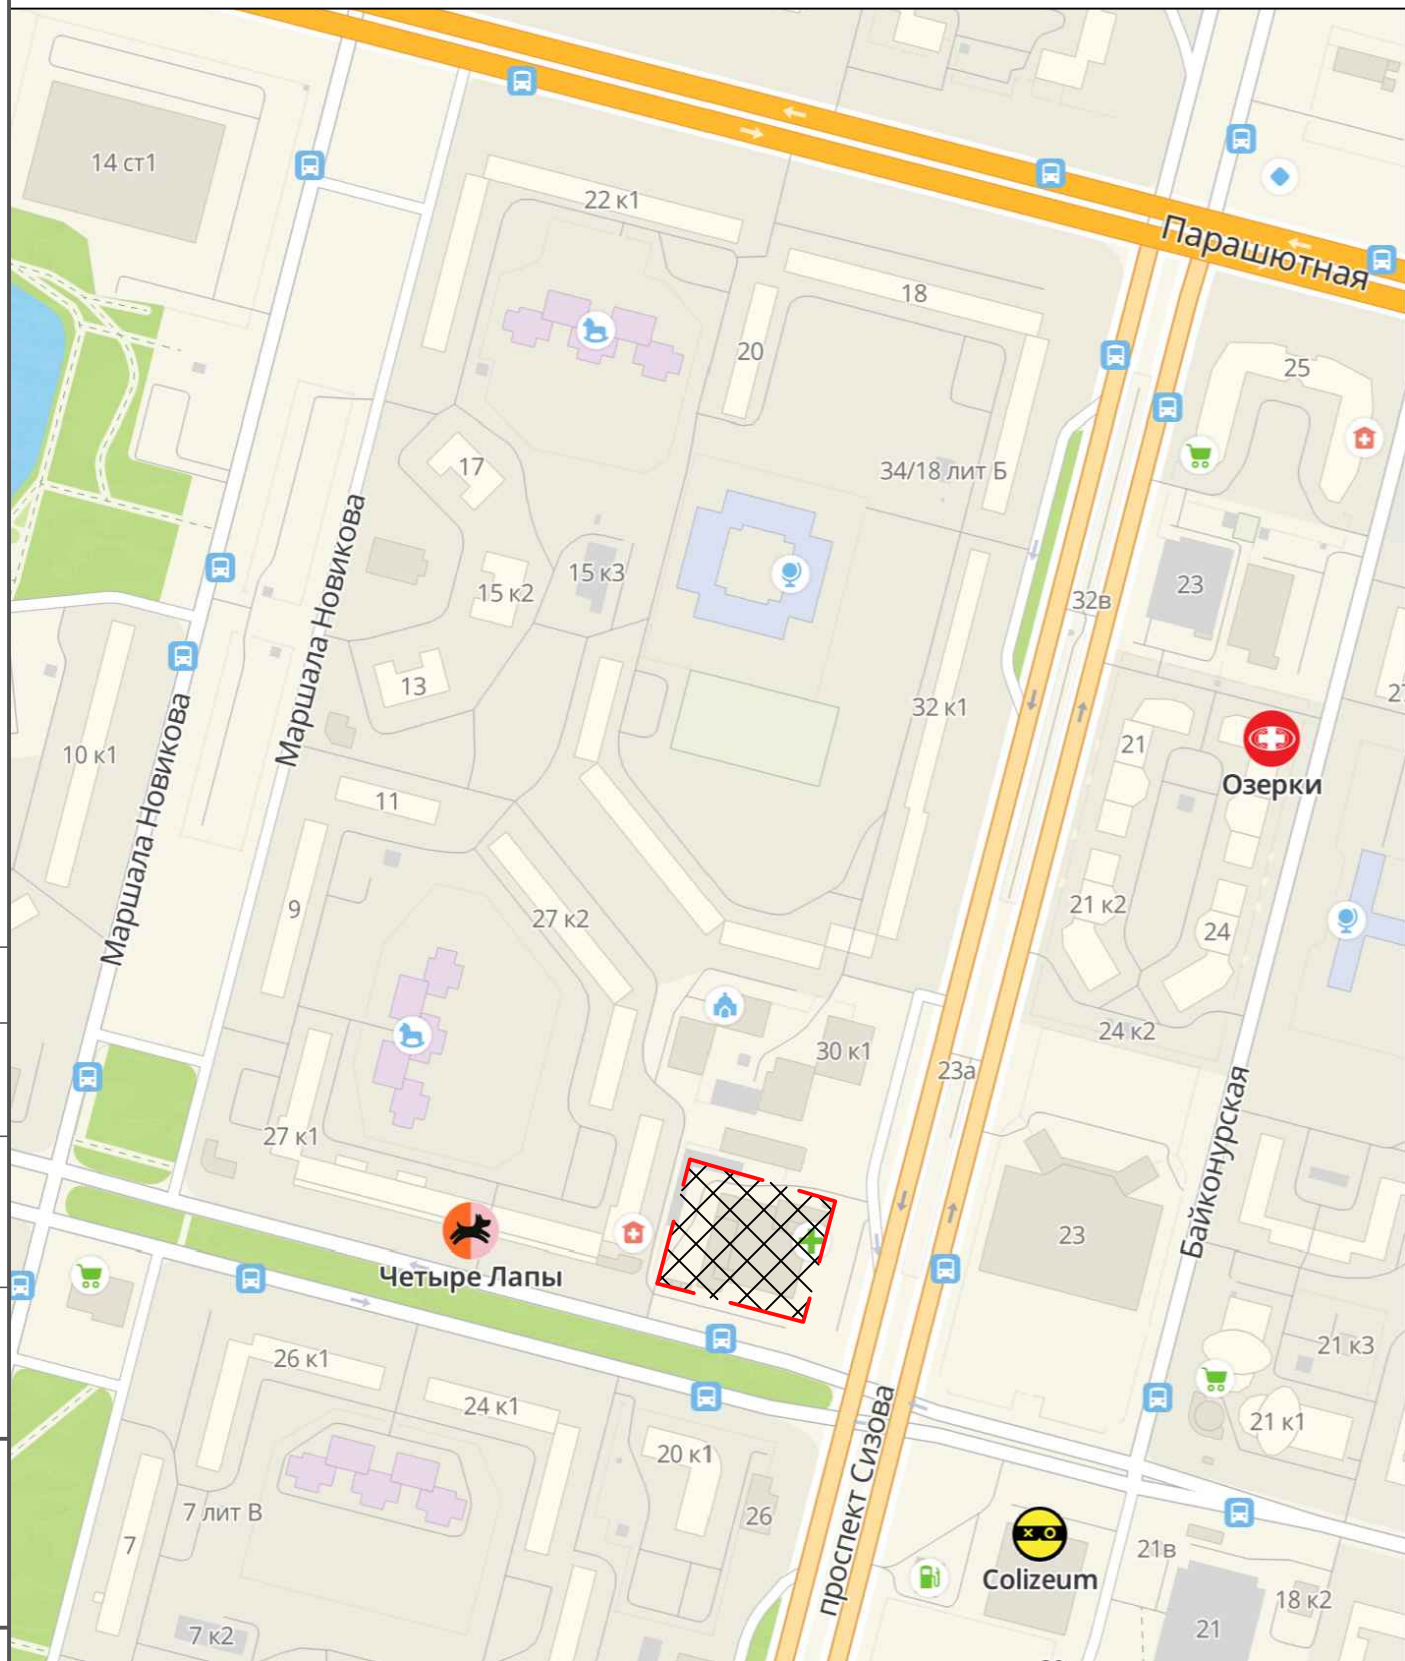 14 ст1
22 к1
Парашютная
18
20
25
34/18 лит Б
17
Маршала Новикова
15 к2
15 к3
23
32в
13
32 к1
21
10 к1
Озерки
11
Маршала Новикова
9
27 к2
21 к2
24
24 к2
30 к1
23а
27 к1
Байконурская
23
Четыре Лапы
26 к1
21 к3
24 к1
21 к1
20 к1
проспект Сизова
7 лит В
26
7
21в
Colizeum
18 к2
7 к2
21